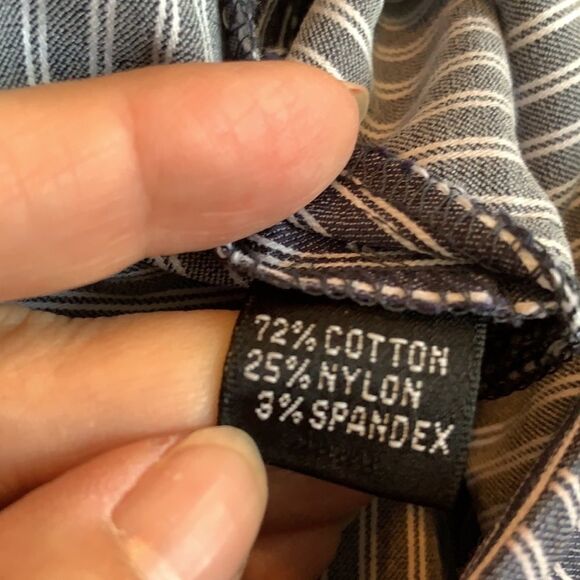 72% COTTON
25% NYLON
3% SPANDEX